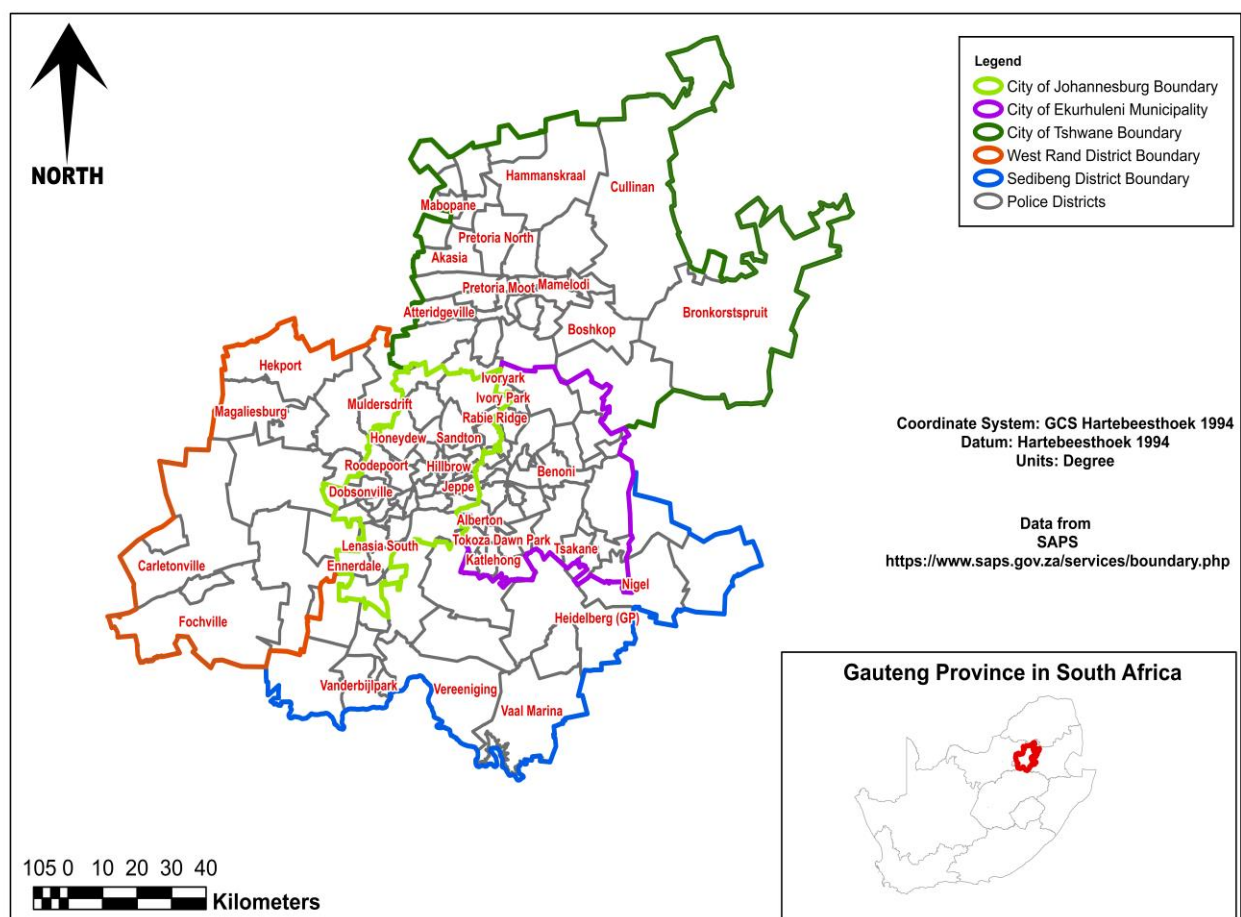 NORTH
Legend
City of Johannesburg Boundary
City of Ekurhuleni Municipality
City of Tshwane Boundary
West Rand District Boundary
Sedibeng District Boundary
Police Districts
Hammanskraal
Cullinan
Mabopane
Pretoria North
Akasia
Pretoria Moot
Mamelodi
Atteridgeville
Boshkop
Bronkorstspruit
Hekport
Ivoryark
Magaliesburg
Muldersdrift
Ivory Park
Rabie Ridge
Honeydew
Sandton
Roodepoort
Hillbrow
Benoni
Dobsonville
Jeppe
Alberton
Lenasia South
Tokoza Dawn Park
Tsakane
Carletonville
Ennerdale
Katlehong
Nigel
Fochville
Heidelberg (GP)
Vanderbijlpark
Vereeniging
Vaal Marina
Coordinate System: GCS Hartebeesthoek 1994
Datum: Hartebeesthoek 1994
Units: Degree
Data from
SAPS
https://www.saps.gov.za/services/boundary.php
Gauteng Province in South Africa
105 0 10 20 30 40
Kilometers